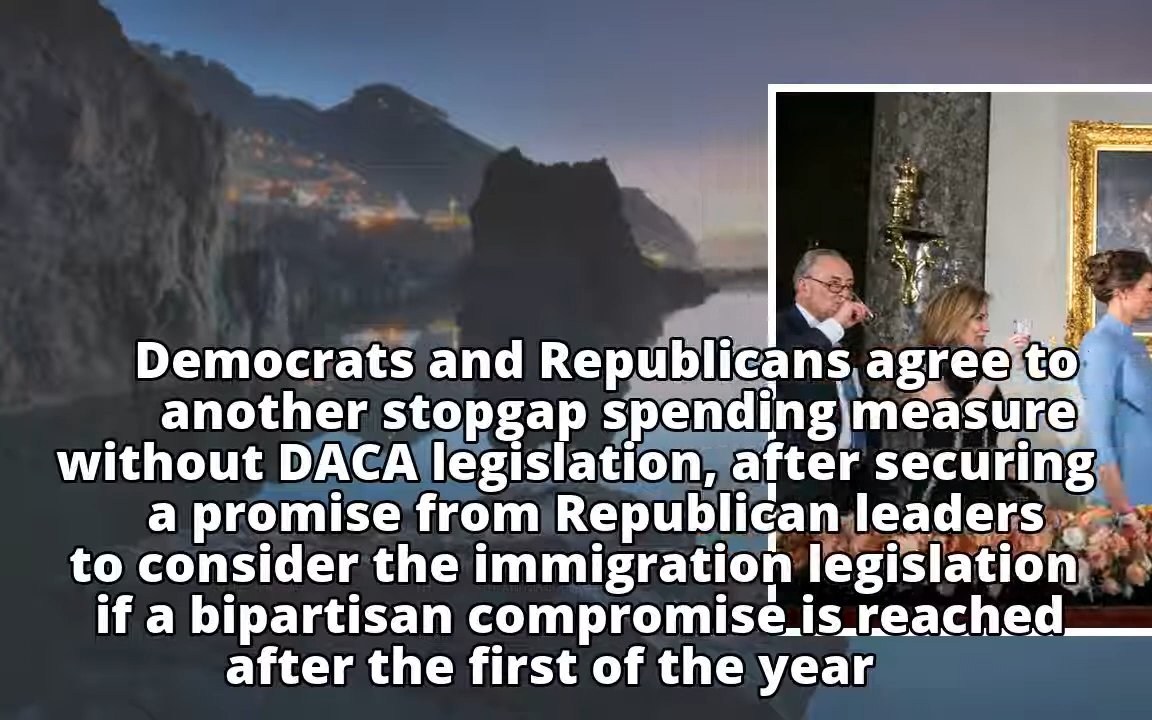 Democrats and Republicans agree to
another stopgap spending measure
without DACA legislation, after securing
a promise from Republican leaders
to consider the immigration legislation
if a bipartisan compromise is reached
after the first of the year